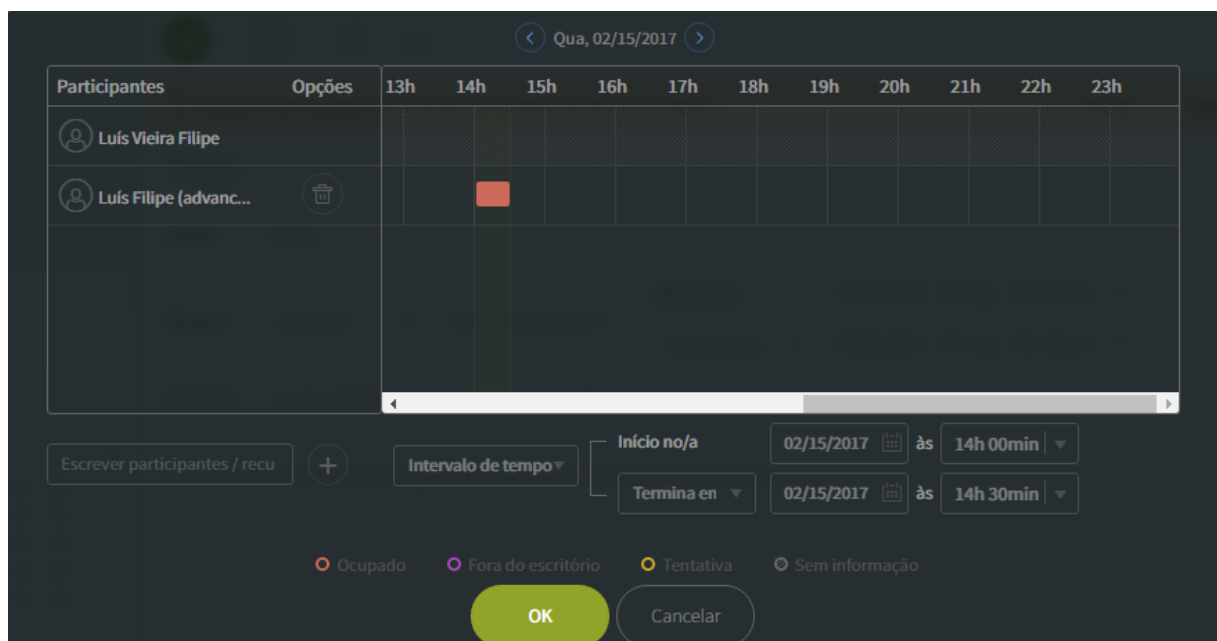 Qua, 02/15/2017
Participantes Opções 13h 14h 15h 16h 17h 18h 19h 20h 21h 22h 23h
Luís Vieira Filipe
Luís Filipe (advanc...
Início no/a 02/15/2017 às 14h 00min
Escrever participantes / recu Intervalo de tempo
Termina en 02/15/2017 às 14h 30min
Ocupado Fora do escritório Tentativa Sem informação
OK Cancelar